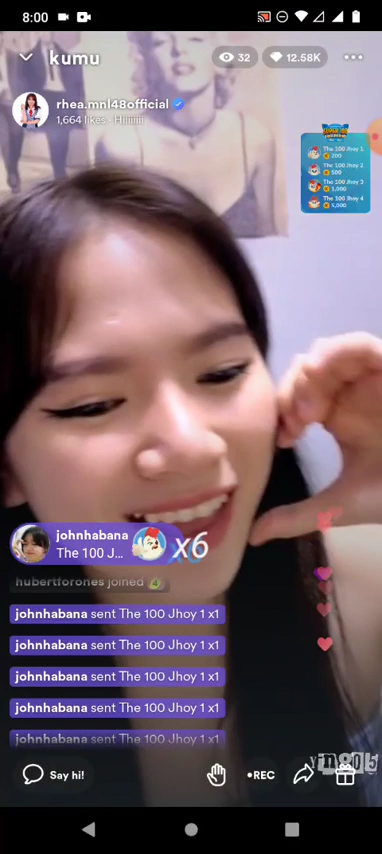 8:00
kumu
32
12.58K
rhea.mnl48official
1,664 likes · Hiiiiiii
The 100 Jhoy 1
200
The 100 Jhoy 2
500
The 100 Jhoy 3
1,000
The 100 Jhoy 4
5,000
johnhabana
The 100 J...
x6
hubertforones joined
johnhabana sent The 100 Jhoy 1 x1
johnhabana sent The 100 Jhoy 1 x1
johnhabana sent The 100 Jhoy 1 x1
johnhabana sent The 100 Jhoy 1 x1
johnhabana sent The 100 Jhoy 1 x1
Say hi!
•REC
yn805